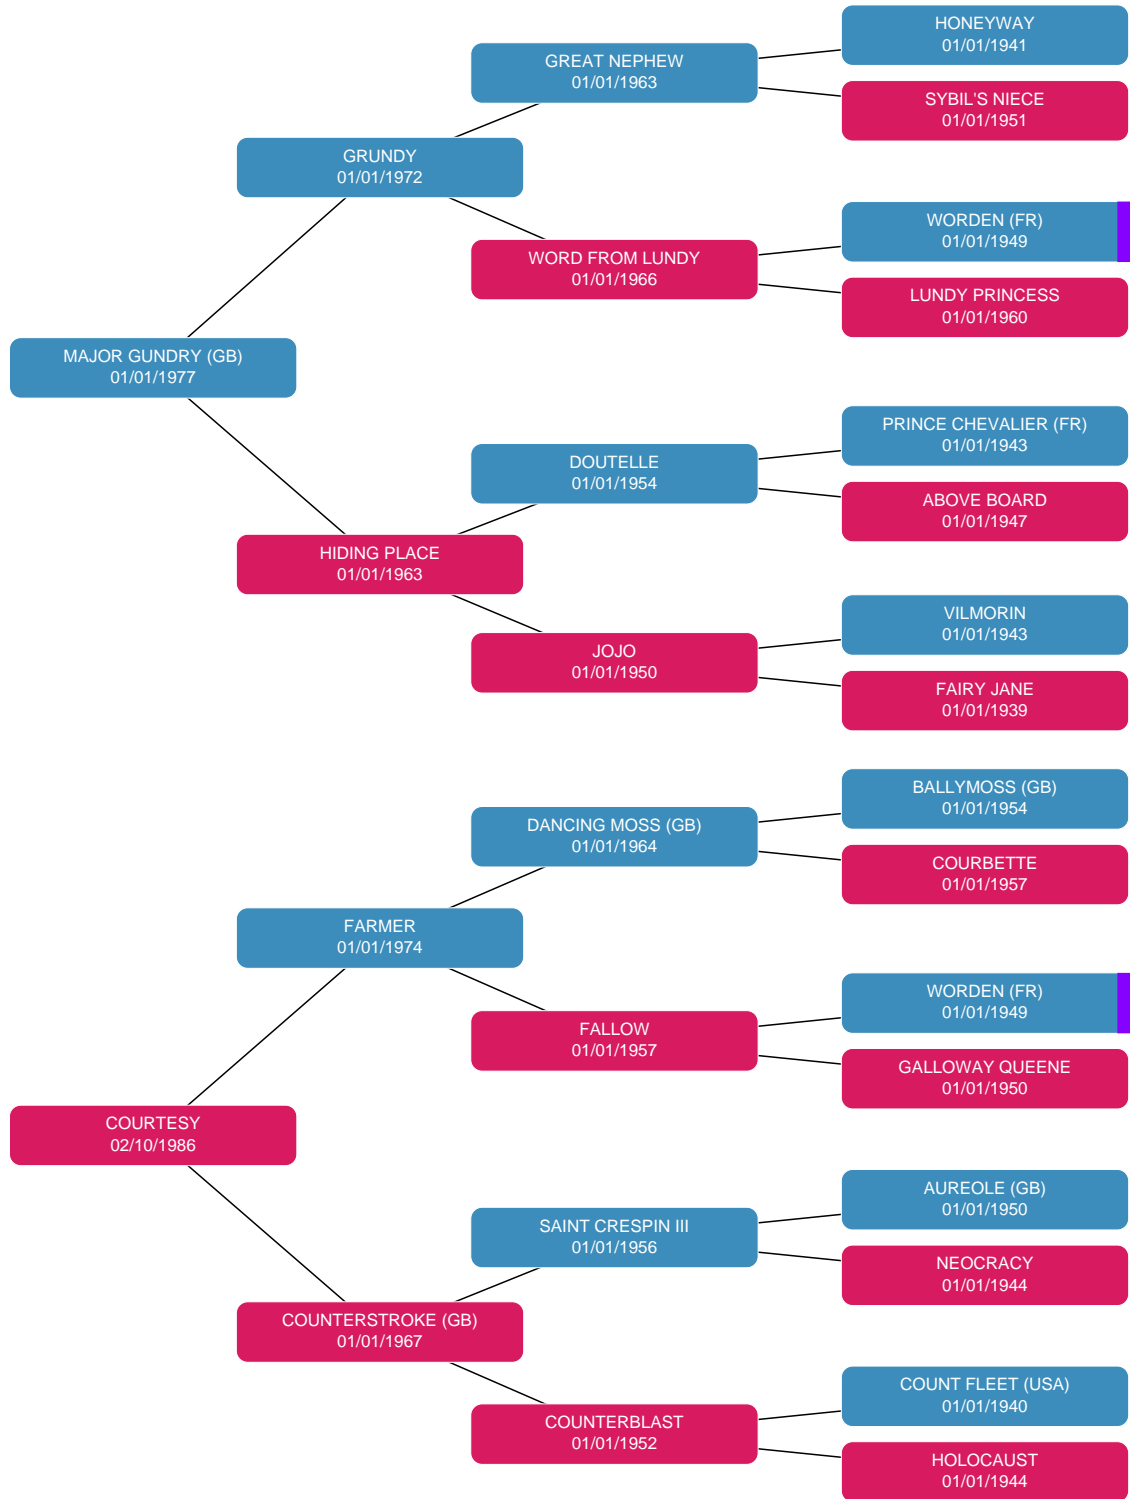 HONEYWAY
01/01/1941
GREAT NEPHEW
01/01/1963
SYBIL'S NIECE
01/01/1951
GRUNDY
01/01/1972
WORDEN (FR)
01/01/1949
WORD FROM LUNDY
01/01/1966
LUNDY PRINCESS
01/01/1960
MAJOR GUNDRY (GB)
01/01/1977
PRINCE CHEVALIER (FR)
01/01/1943
DOUTELLE
01/01/1954
ABOVE BOARD
01/01/1947
HIDING PLACE
01/01/1963
VILMORIN
01/01/1943
JOJO
01/01/1950
FAIRY JANE
01/01/1939
BALLYMOSS (GB)
01/01/1954
DANCING MOSS (GB)
01/01/1964
COURBETTE
01/01/1957
FARMER
01/01/1974
WORDEN (FR)
01/01/1949
FALLOW
01/01/1957
GALLOWAY QUEENE
01/01/1950
COURTESY
02/10/1986
AUREOLE (GB)
01/01/1950
SAINT CRESPIN III
01/01/1956
NEOCRACY
01/01/1944
COUNTERSTROKE (GB)
01/01/1967
COUNT FLEET (USA)
01/01/1940
COUNTERBLAST
01/01/1952
HOLOCAUST
01/01/1944